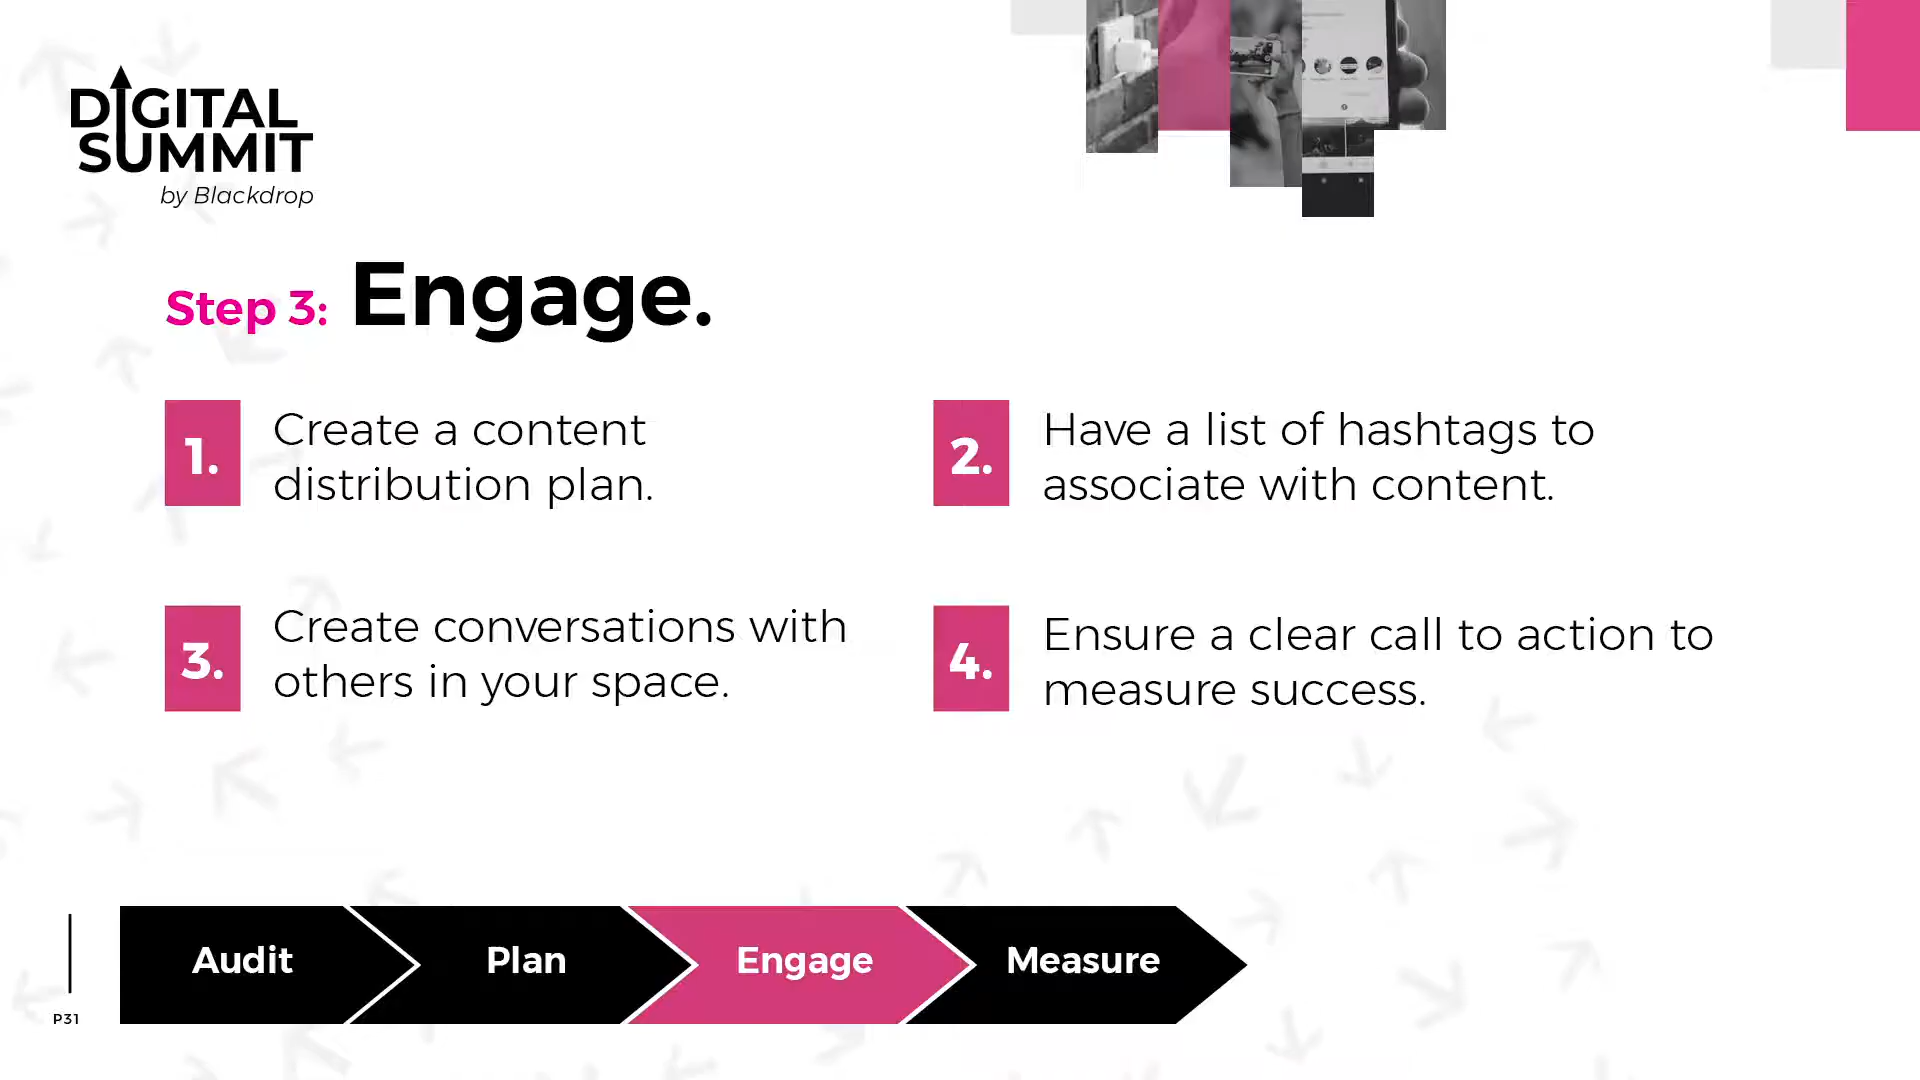 DIGITAL
SUMMIT
by Blackdrop
Step 3: Engage.
1.
Create a content
distribution plan.
2.
Have a list of hashtags to
associate with content.
3.
Create conversations with
others in your space.
4.
Ensure a clear call to action to
measure success.
Audit
Plan
Engage
Measure
P31